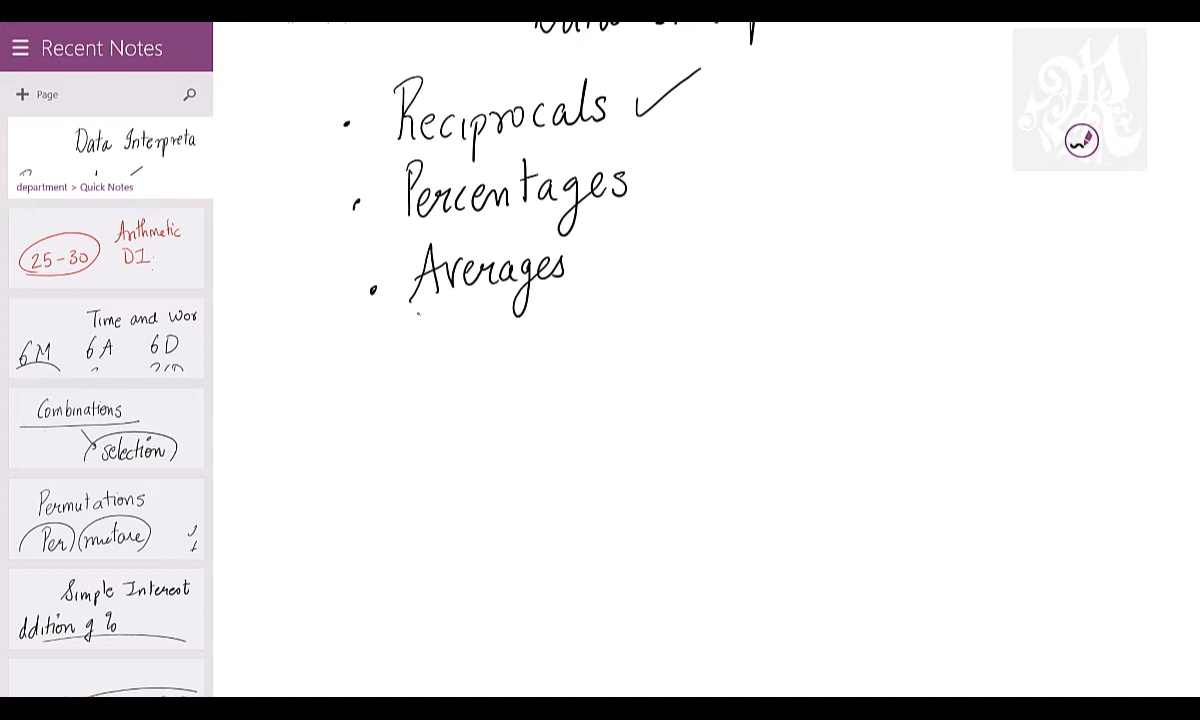 Recent Notes
+ Page
Data Interpreta
department > Quick Notes
Arithmetic
25-30 DI.
Time and Wor
6M 6A 6D
Combinations
selection)
Permutations
(Per) (mutare)
Simple Interest
ddition of %
• Reciprocals ✓
• Percentages
• Averages